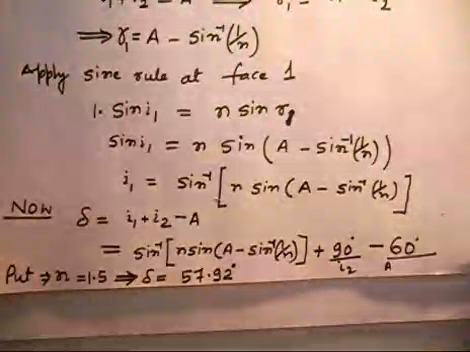 ⟹ r₁ = A - sin⁻¹(1/n)
Apply sine rule at face 1
1. sin i₁ = n sin r₁
sin i₁ = n sin (A - sin⁻¹(1/n))
i₁ = sin⁻¹[n sin(A - sin⁻¹(1/n))]
Now δ = i₁ + i₂ - A
= sin⁻¹[n sin(A - sin⁻¹(1/n))] + 90° - 60°
i₂ A
Put → n = 1.5 ⟹ δ = 57.92°